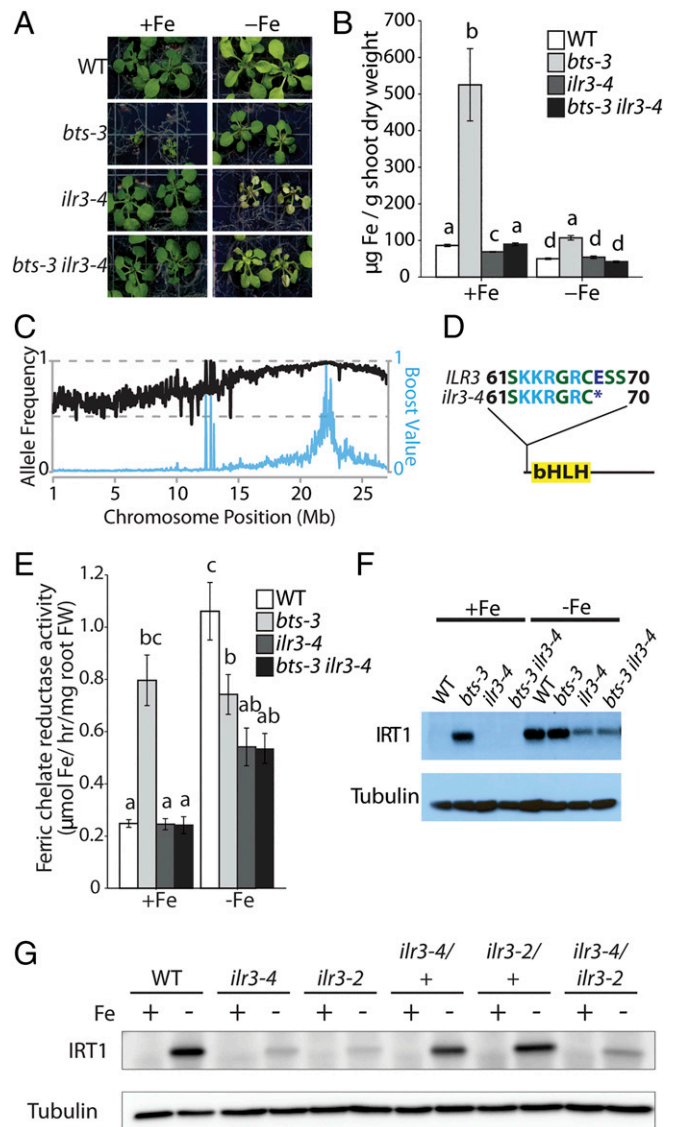 A
+Fe −Fe
WT
bts-3
ilr3-4
bts-3 ilr3-4
B
µg Fe / g shoot dry weight
700
600
500
400
300
200
100
0
b
a
c
a
d
a
d
d
+Fe −Fe
WT
bts-3
ilr3-4
bts-3 ilr3-4
C
Allele Frequency
1
0
1
0
Boost Value
1 5 10 15 20 25
Chromosome Position (Mb)
D
ILR3 61SKKRGRCESS70
ilr3-4 61SKKRGRC* 70
bHLH
E
Ferric chelate reductase activity
(µmol Fe/ hr/mg root FW)
1.2
1.0
0.8
0.6
0.4
0.2
0
a
bc
a
a
c
b
ab
ab
+Fe -Fe
WT
bts-3
ilr3-4
bts-3 ilr3-4
F
+Fe -Fe
WT bts-3 ilr3-4 bts-3 ilr3-4 WT bts-3 ilr3-4 bts-3 ilr3-4
IRT1
Tubulin
G
WT ilr3-4 ilr3-2 ilr3-4/+ ilr3-2/+ ilr3-4/ilr3-2
Fe + - + - + - + - + - + -
IRT1
Tubulin